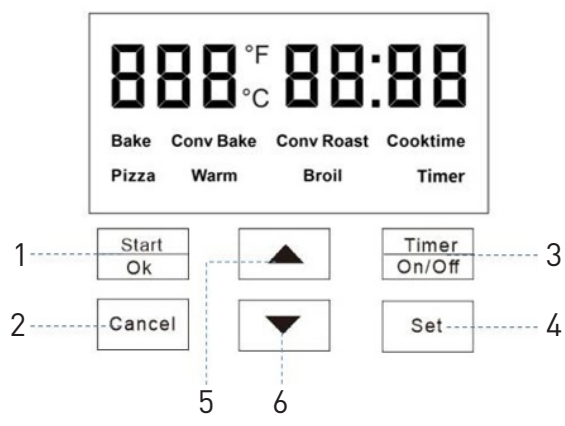 888 °F °C 88:88
Bake Conv Bake Conv Roast Cooktime
Pizza Warm Broil Timer
1 Start
Ok
Timer 3
On/Off
2 Cancel
Set 4
5 6